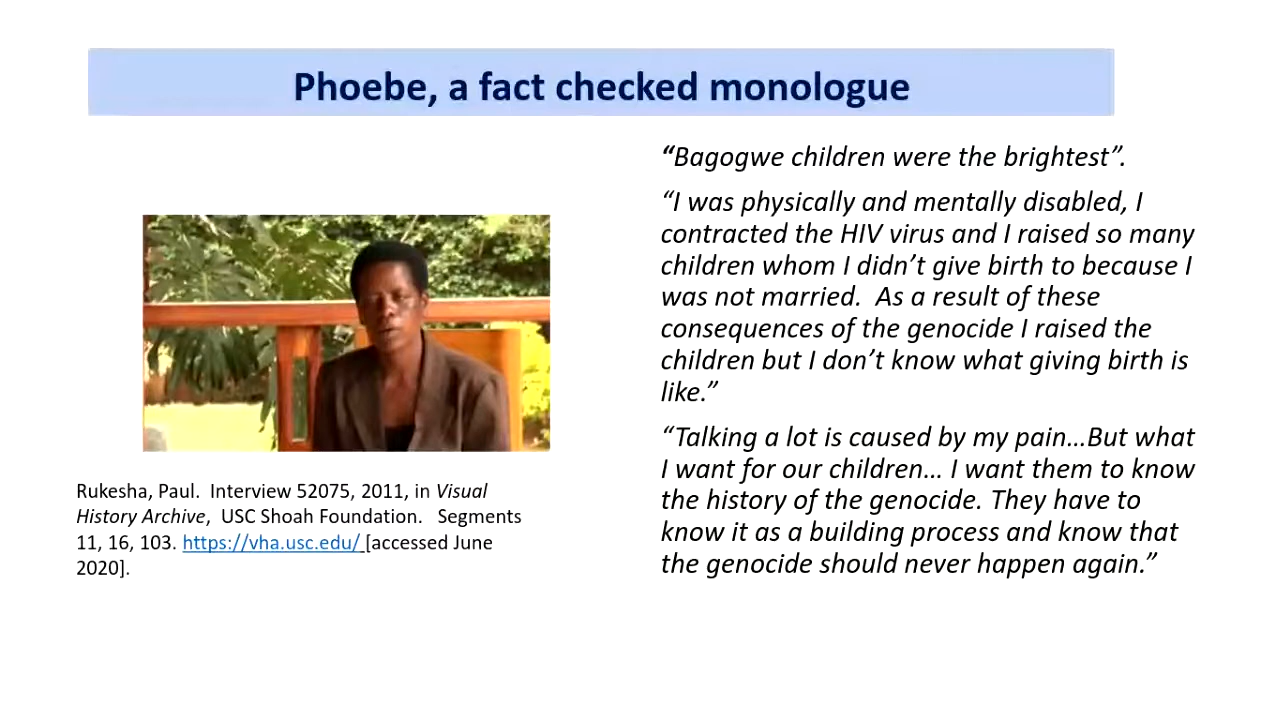 Phoebe, a fact checked monologue
“Bagogwe children were the brightest”.
“I was physically and mentally disabled, I
contracted the HIV virus and I raised so many
children whom I didn’t give birth to because I
was not married.  As a result of these
consequences of the genocide I raised the
children but I don’t know what giving birth is
like.”
“Talking a lot is caused by my pain…But what
I want for our children… I want them to know
the history of the genocide. They have to
know it as a building process and know that
the genocide should never happen again.”
Rukesha, Paul.  Interview 52075, 2011, in Visual
History Archive,  USC Shoah Foundation.   Segments
11, 16, 103. https://vha.usc.edu/ [accessed June
2020].